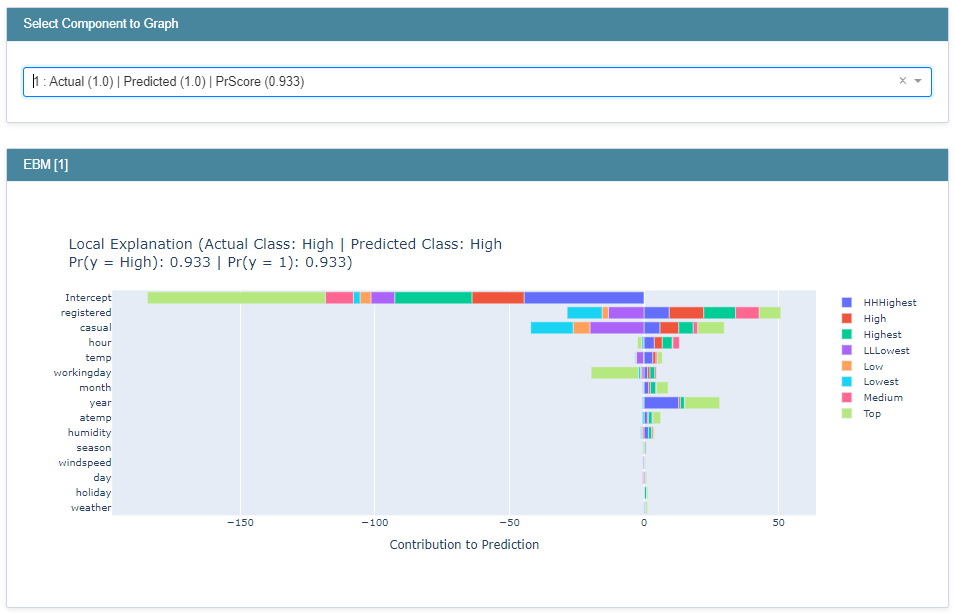 Select Component to Graph
1 : Actual (1.0) | Predicted (1.0) | PrScore (0.933)
EBM [1]
Local Explanation (Actual Class: High | Predicted Class: High
Pr(y = High): 0.933 | Pr(y = 1): 0.933)
Intercept
registered
casual
hour
temp
workingday
month
year
atemp
humidity
season
windspeed
day
holiday
weather
−150
−100
−50
0
50
Contribution to Prediction
HHHighest
High
Highest
LLLowest
Low
Lowest
Medium
Top